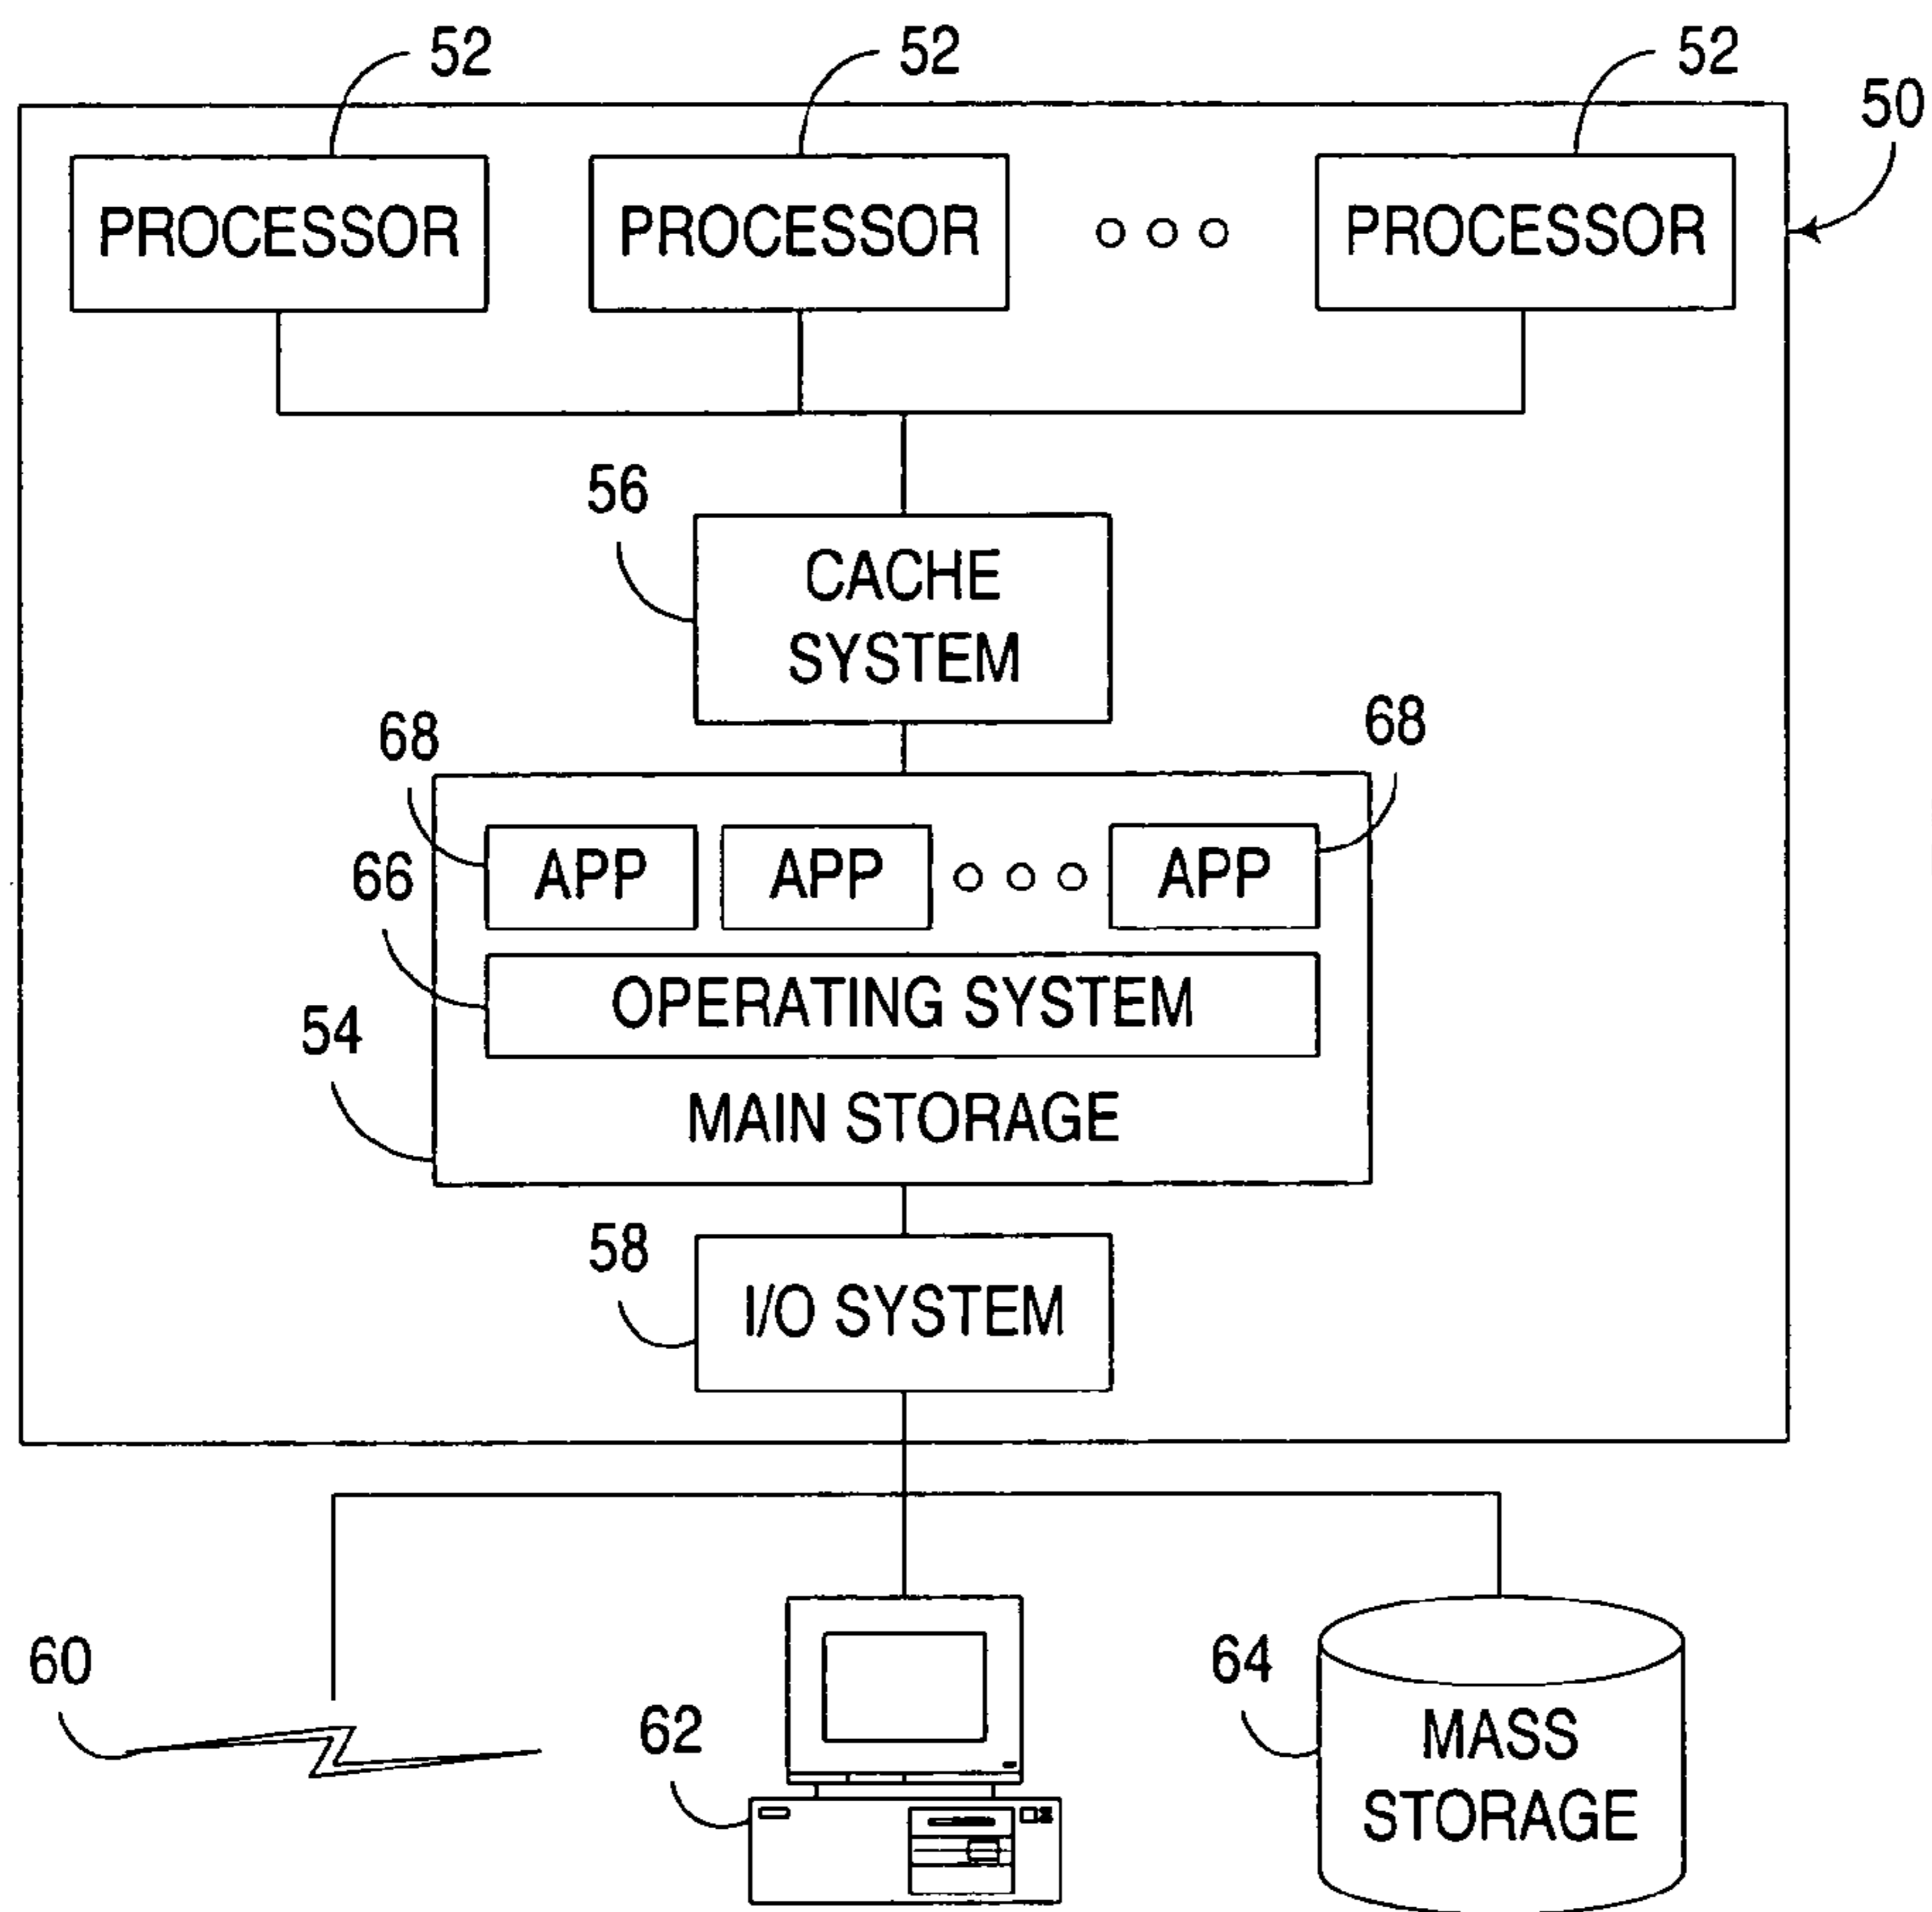 52 52 52
50
PROCESSOR PROCESSOR PROCESSOR
56
CACHE
SYSTEM
68 68
APP APP APP
66
OPERATING SYSTEM
54
MAIN STORAGE
58
I/O SYSTEM
60
62
64
MASS
STORAGE